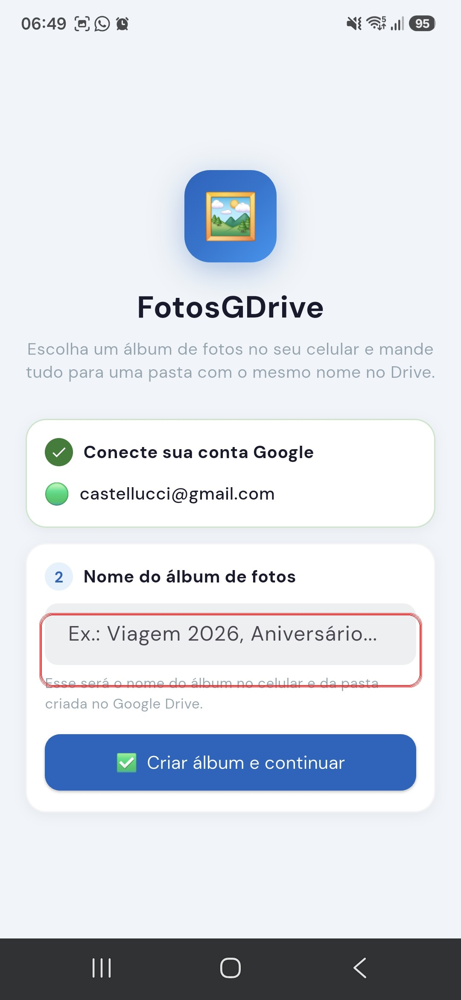 06:49
5
95
FotosGDrive
Escolha um álbum de fotos no seu celular e mande
tudo para uma pasta com o mesmo nome no Drive.
Conecte sua conta Google
castellucci@gmail.com
2 Nome do álbum de fotos
Ex.: Viagem 2026, Aniversário...
Esse será o nome do álbum no celular e da pasta
criada no Google Drive.
Criar álbum e continuar